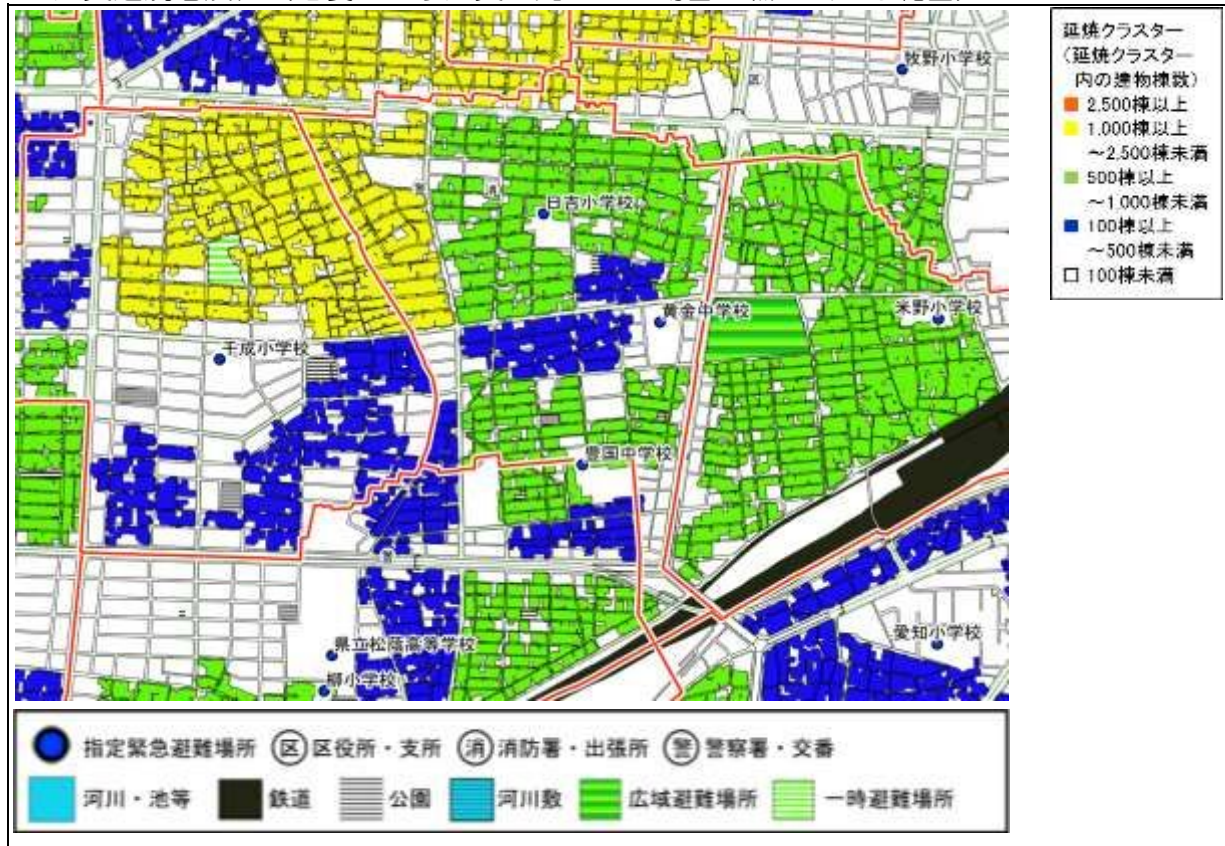 延焼クラスター
(延焼クラスター
内の建物棟数)
2,500棟以上
1,000棟以上
～2,500棟未満
500棟以上
～1,000棟未満
100棟以上
～500棟未満
100棟未満
牧野小学校
区
警
消
日吉小学校
黄金中学校
米野小学校
千成小学校
豊国中学校
警
愛知小学校
県立松蔭高等学校
柳小学校
指定緊急避難場所
区 区役所・支所
消 消防署・出張所
警 警察署・交番
河川・池等
鉄道
公園
河川敷
広域避難場所
一時避難場所